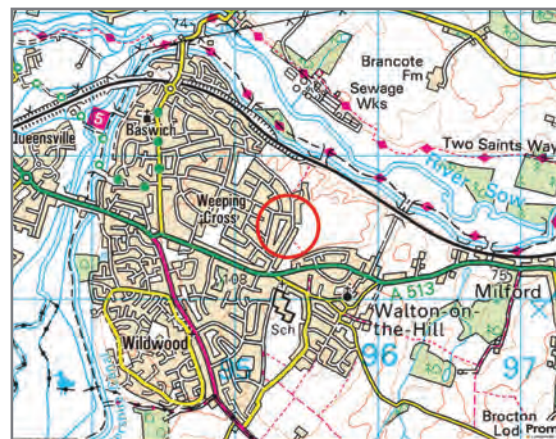 74
Brancote
Fm
Sewage
Wks
5
Baswich
Queensville
Two Saints Way
River Sow
Weeping
Cross
108
A 513
75
Milford
Walton-on-
the-Hill
Sch
Wildwood
95
96
97
Brocton
Lod
Prom